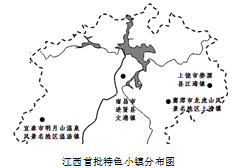 上饶市婺源
县江湾镇
鹰潭市龙虎山风
景名胜区上清镇
南昌市
进贤县
文港镇
宜春市明月山温泉
风景名胜区温汤镇
江西首批特色小镇分布图